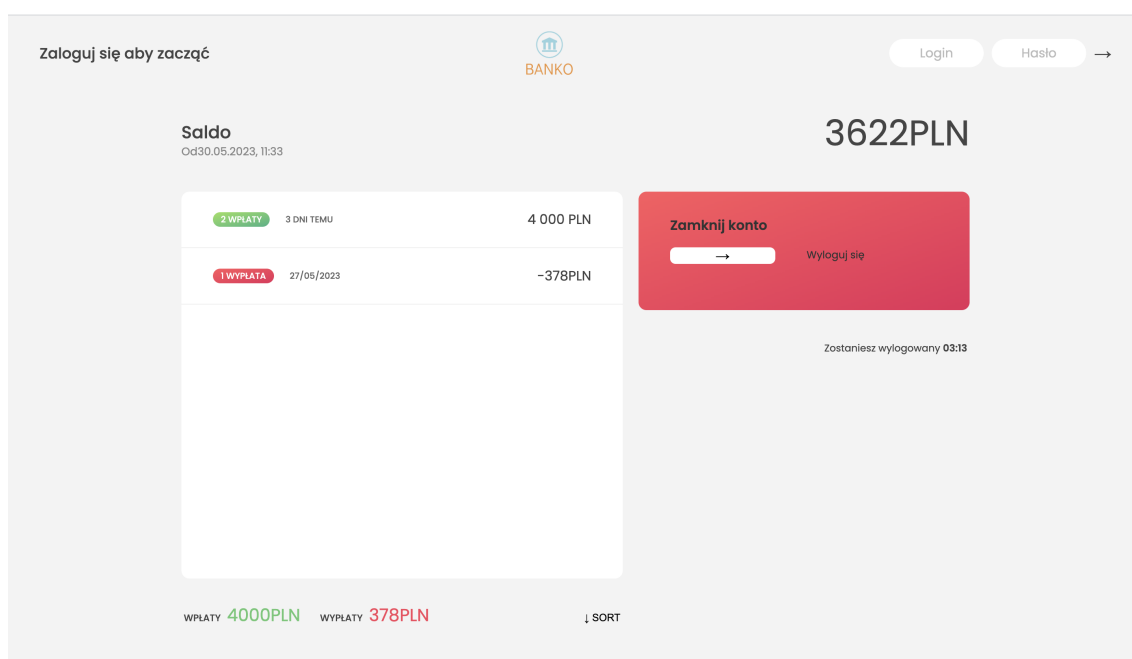 Zaloguj się aby zacząć
BANKO
Login Hasło →
Saldo
Od30.05.2023, 11:33
3622PLN
2 WPŁATY 3 DNI TEMU 4 000 PLN
1 WYPŁATA 27/05/2023 -378PLN
Zamknij konto
→ Wyloguj się
Zostaniesz wylogowany 03:13
WPŁATY 4000PLN WYPŁATY 378PLN ↓ SORT